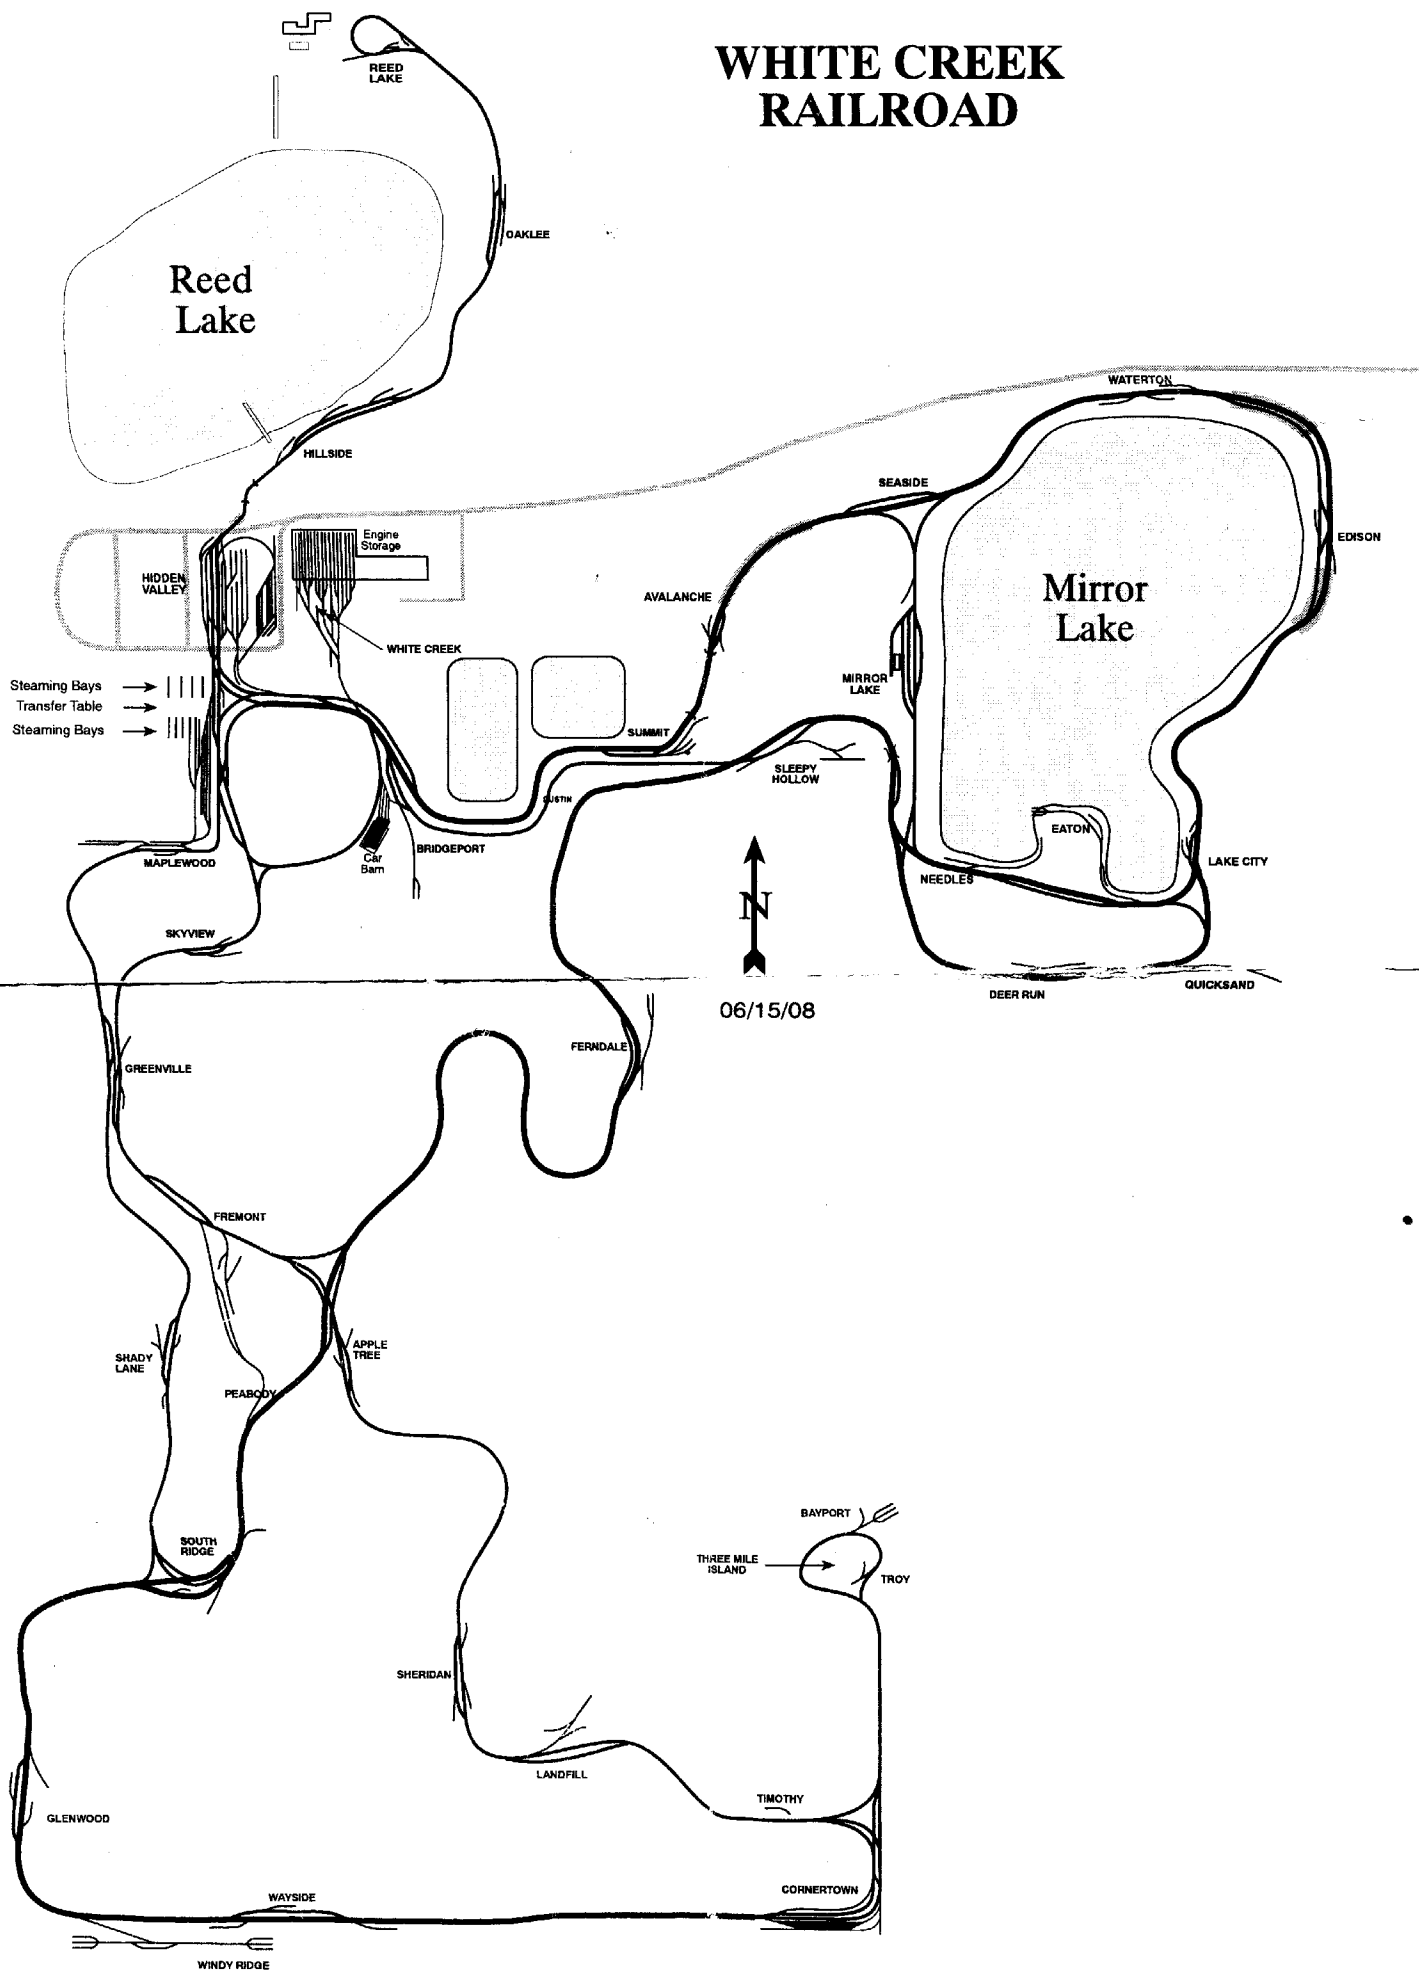 WHITE CREEK
RAILROAD
REED
LAKE
OAKLEE
Reed
Lake
HILLSIDE
WATERTON
SEASIDE
EDISON
Engine
Storage
HIDDEN
VALLEY
AVALANCHE
Mirror
Lake
WHITE CREEK
MIRROR
LAKE
Steaming Bays
Transfer Table
Steaming Bays
SUMMIT
SLEEPY
HOLLOW
EATON
BRIDGEPORT
MAPLEWOOD
Car
Barn
LAKE CITY
NEEDLES
N
SKYVIEW
QUICKSAND
DEER RUN
06/15/08
FERNDALE
GREENVILLE
FREMONT
APPLE
TREE
SHADY
LANE
PEABODY
BAYPORT
SOUTH
RIDGE
THREE MILE
ISLAND
TROY
SHERIDAN
LANDFILL
TIMOTHY
GLENWOOD
CORNERTOWN
WAYSIDE
WINDY RIDGE